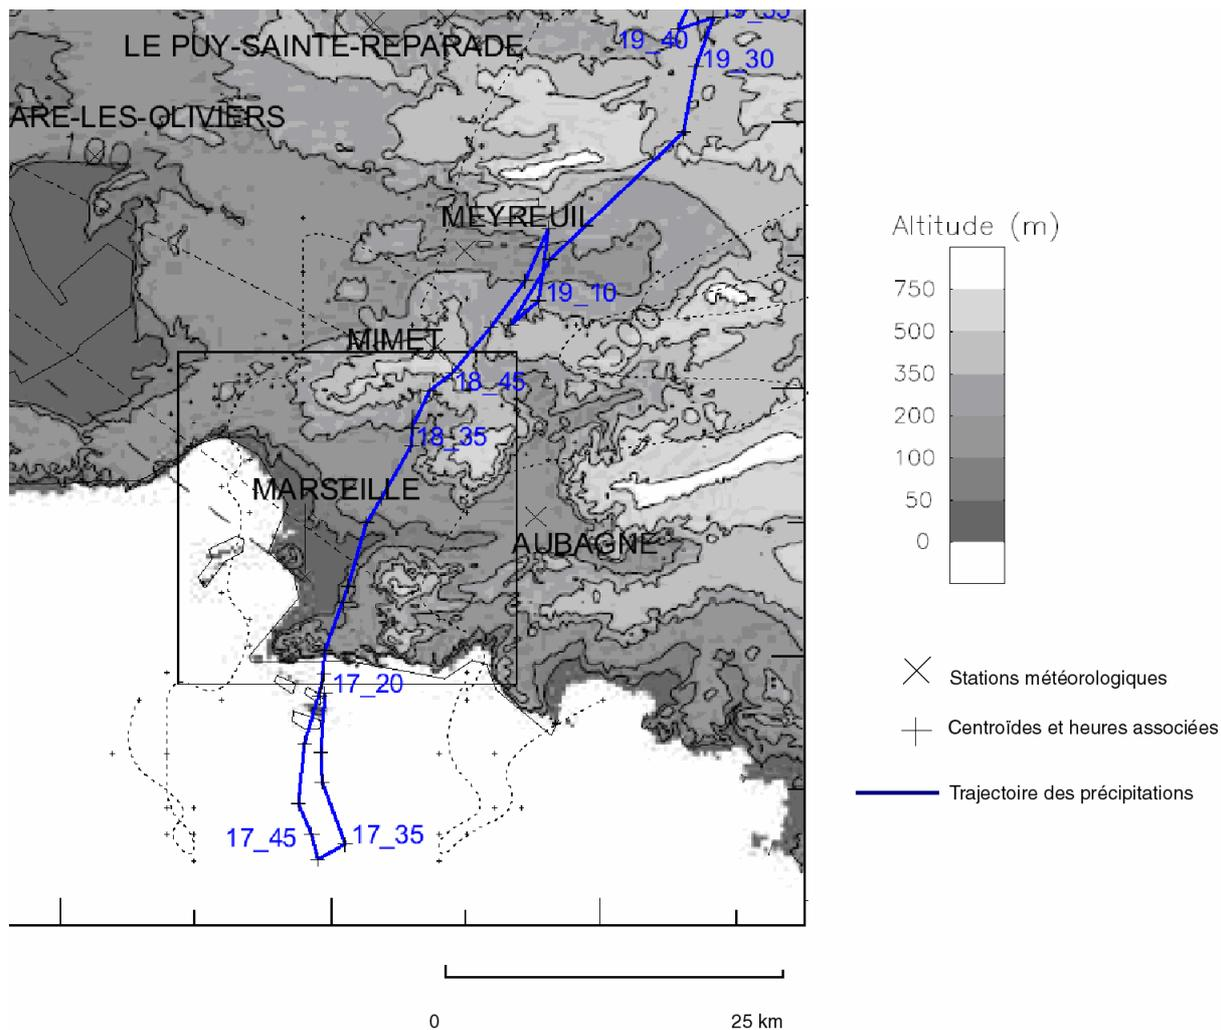 19_35
19_40
LE PUY-SAINTE-REPARADE
19_30
ARE-LES-OLIVIERS
100
MEYREUIL
19_10
MIMET
18_45
18_35
MARSEILLE
AUBAGNE
17_20
17_45
17_35
0
25 km
Altitude (m)
750
500
350
200
100
50
0
Stations météorologiques
Centroïdes et heures associées
Trajectoire des précipitations